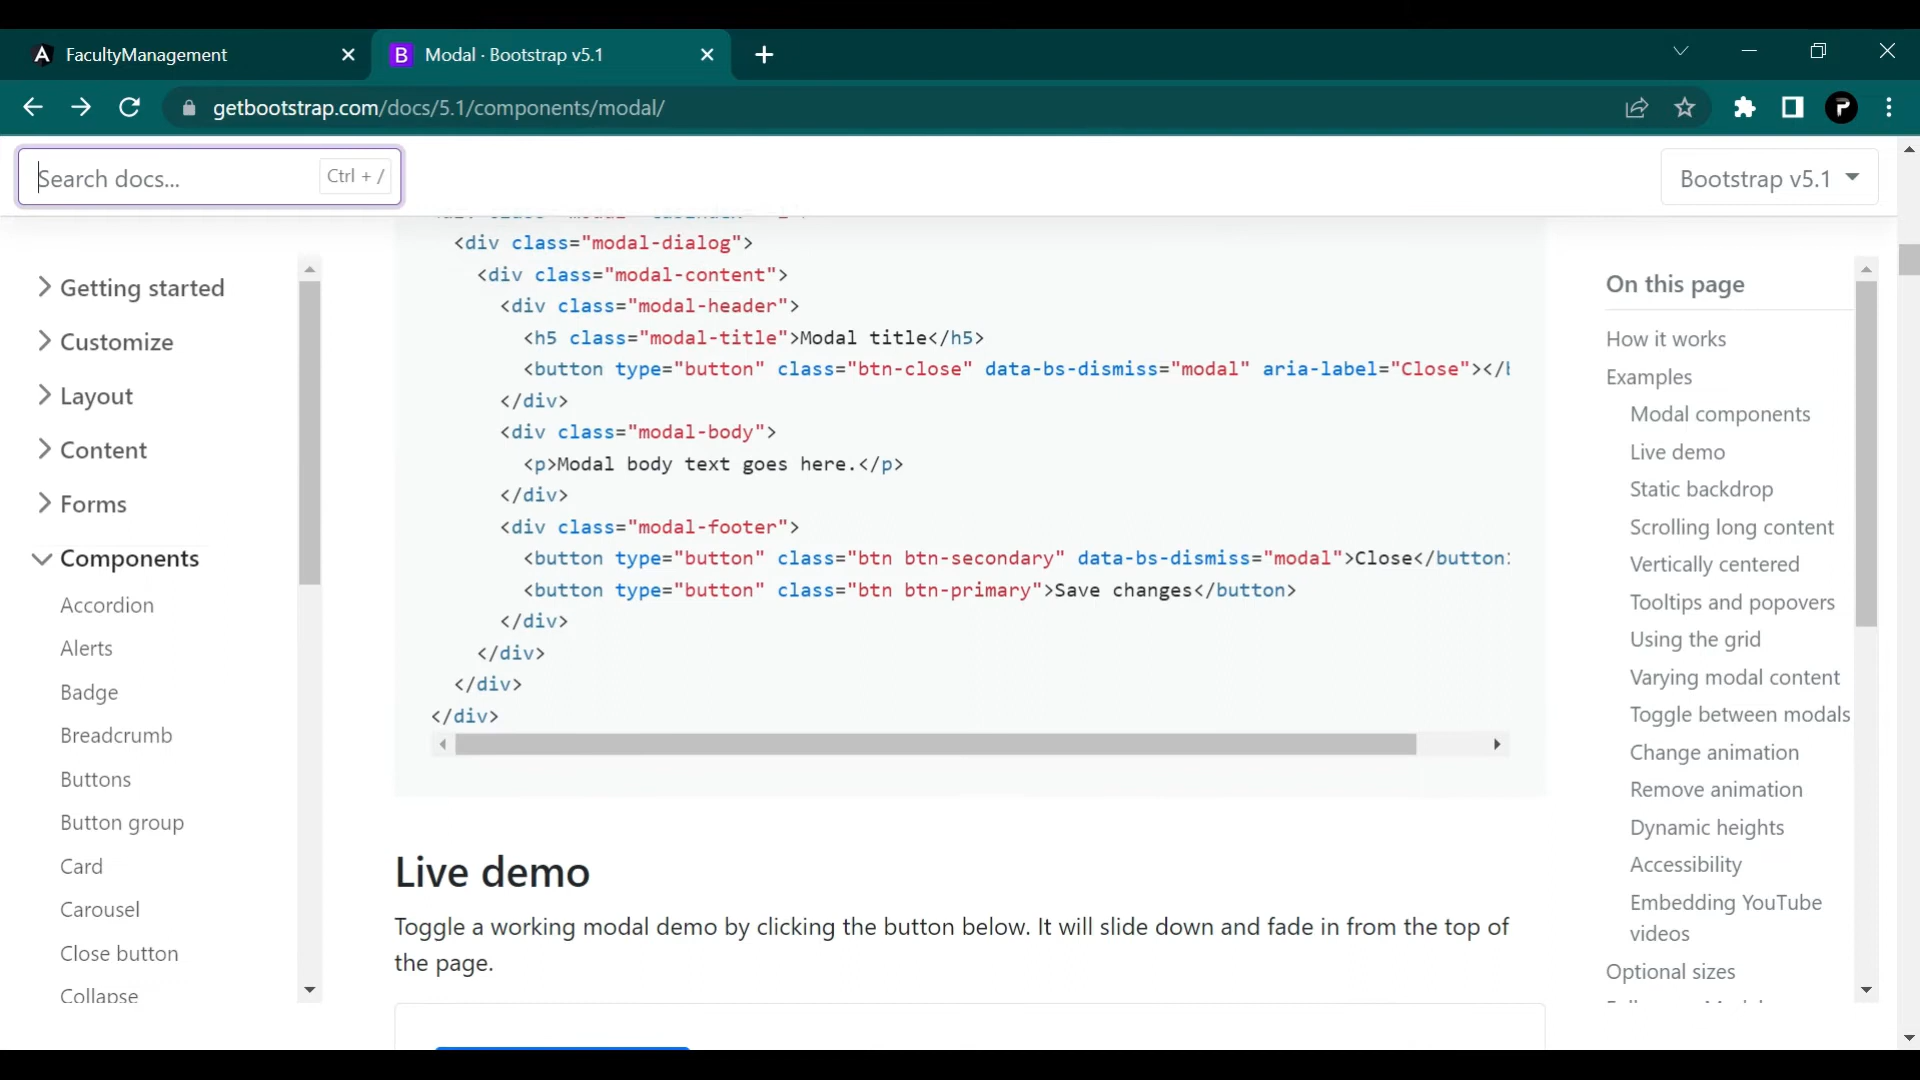 FacultyManagement
B Modal · Bootstrap v5.1
getbootstrap.com/docs/5.1/components/modal/
Search docs...
Ctrl + /
Bootstrap v5.1
Getting started
Customize
Layout
Content
Forms
Components
Accordion
Alerts
Badge
Breadcrumb
Buttons
Button group
Card
Carousel
Close button
Collapse
<div class="modal-dialog">
<div class="modal-content">
<div class="modal-header">
<h5 class="modal-title">Modal title</h5>
<button type="button" class="btn-close" data-bs-dismiss="modal" aria-label="Close"></b
</div>
<div class="modal-body">
<p>Modal body text goes here.</p>
</div>
<div class="modal-footer">
<button type="button" class="btn btn-secondary" data-bs-dismiss="modal">Close</button>
<button type="button" class="btn btn-primary">Save changes</button>
</div>
</div>
</div>
</div>
Live demo
Toggle a working modal demo by clicking the button below. It will slide down and fade in from the top of
the page.
On this page
How it works
Examples
Modal components
Live demo
Static backdrop
Scrolling long content
Vertically centered
Tooltips and popovers
Using the grid
Varying modal content
Toggle between modals
Change animation
Remove animation
Dynamic heights
Accessibility
Embedding YouTube
videos
Optional sizes